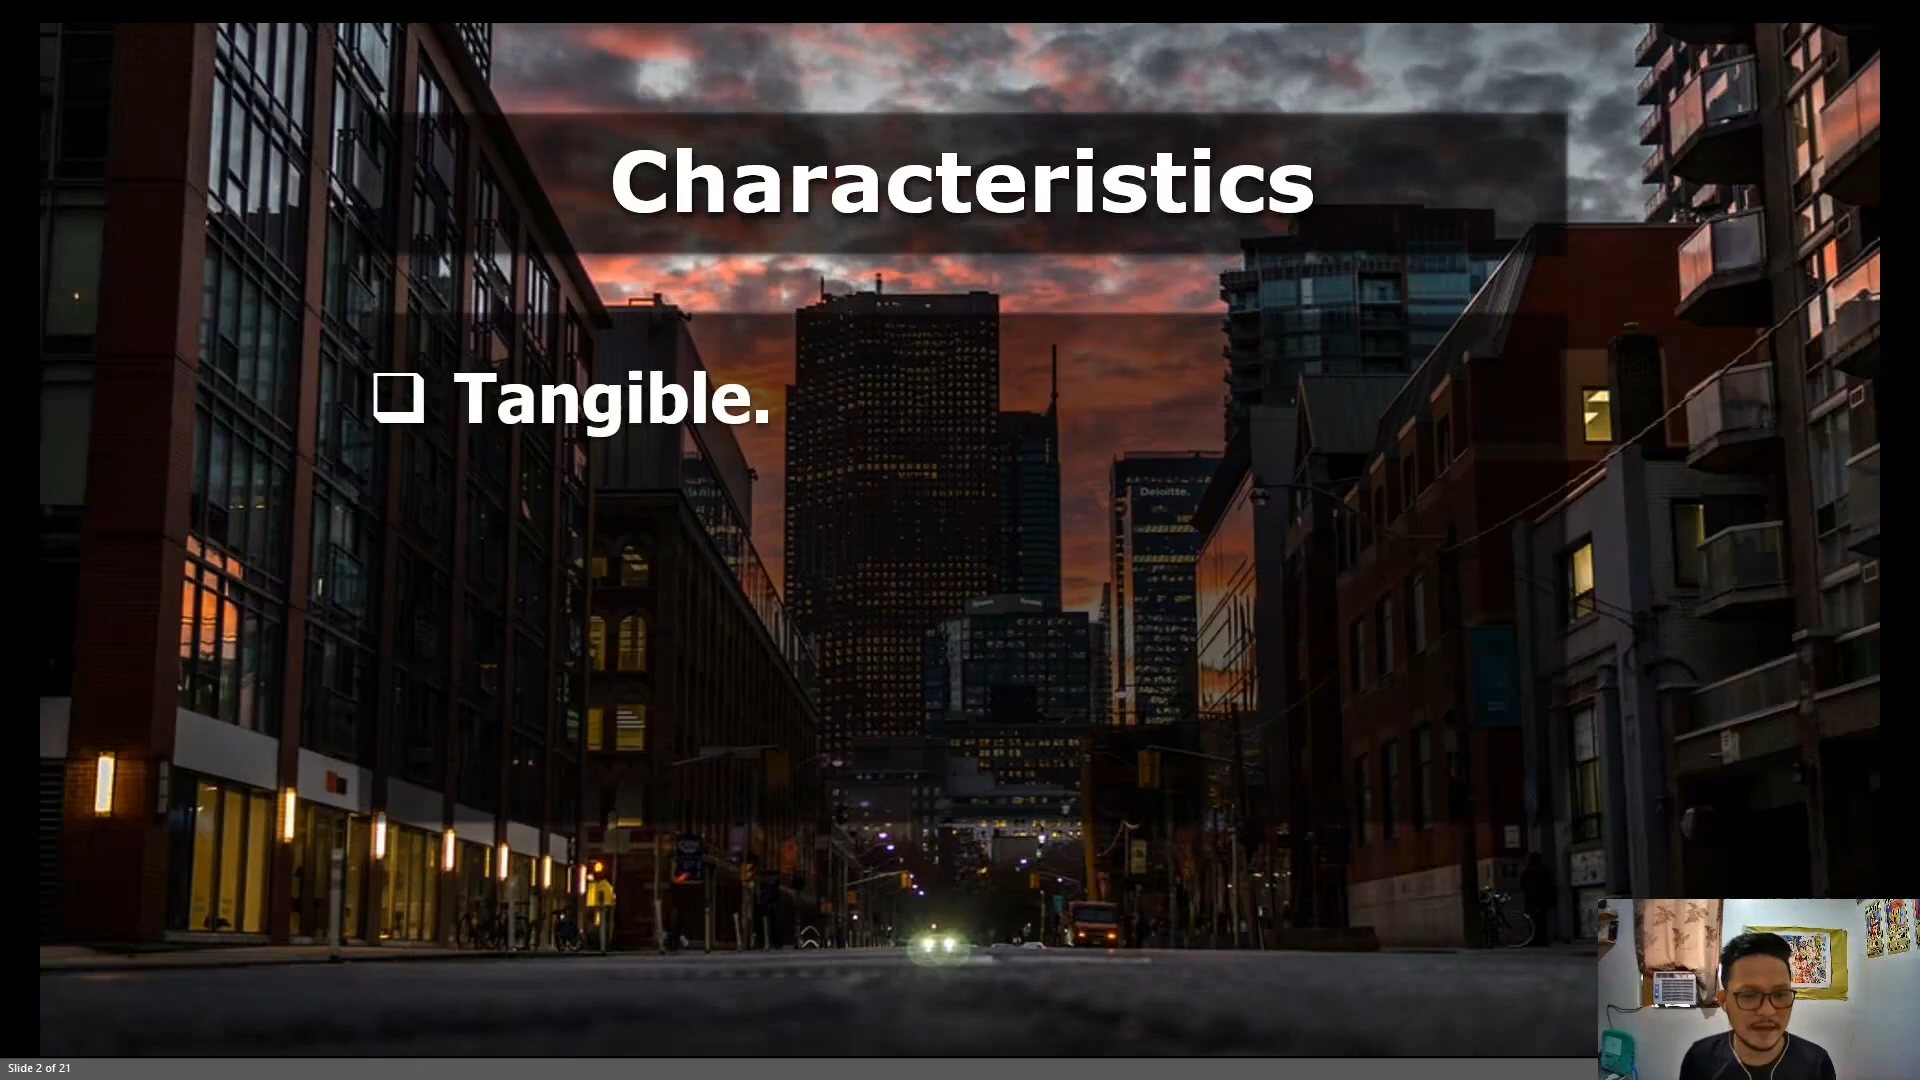 Characteristics
❑ Tangible.
Deloitte.
Slide 2 of 21